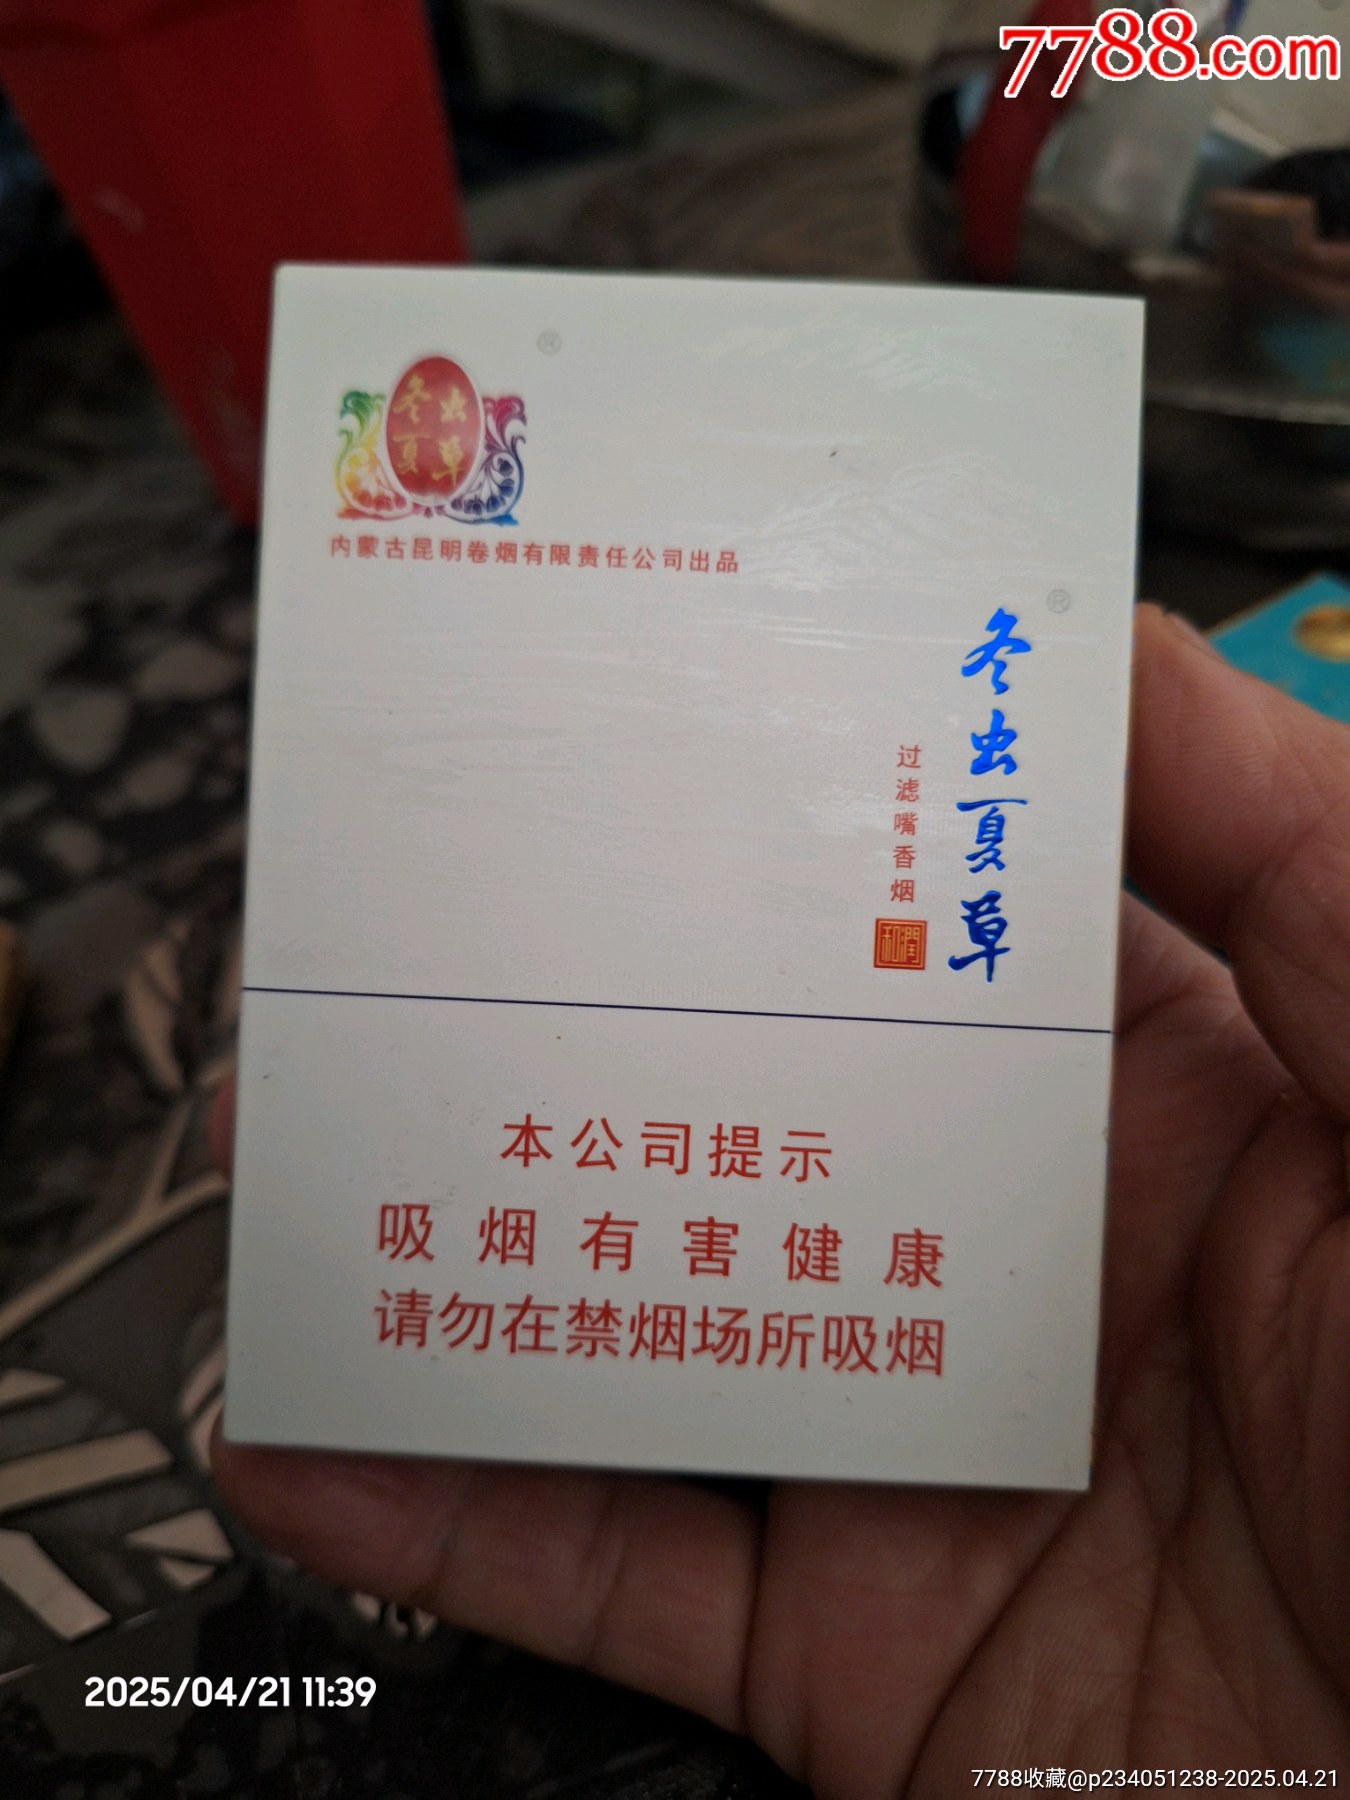 7788.com
®
冬虫
夏草
内蒙古昆明卷烟有限责任公司出品
®
冬虫夏草
过滤嘴香烟
和润
本公司提示
吸烟有害健康
请勿在禁烟场所吸烟
2025/04/21 11:39
7788收藏@p234051238-2025.04.21